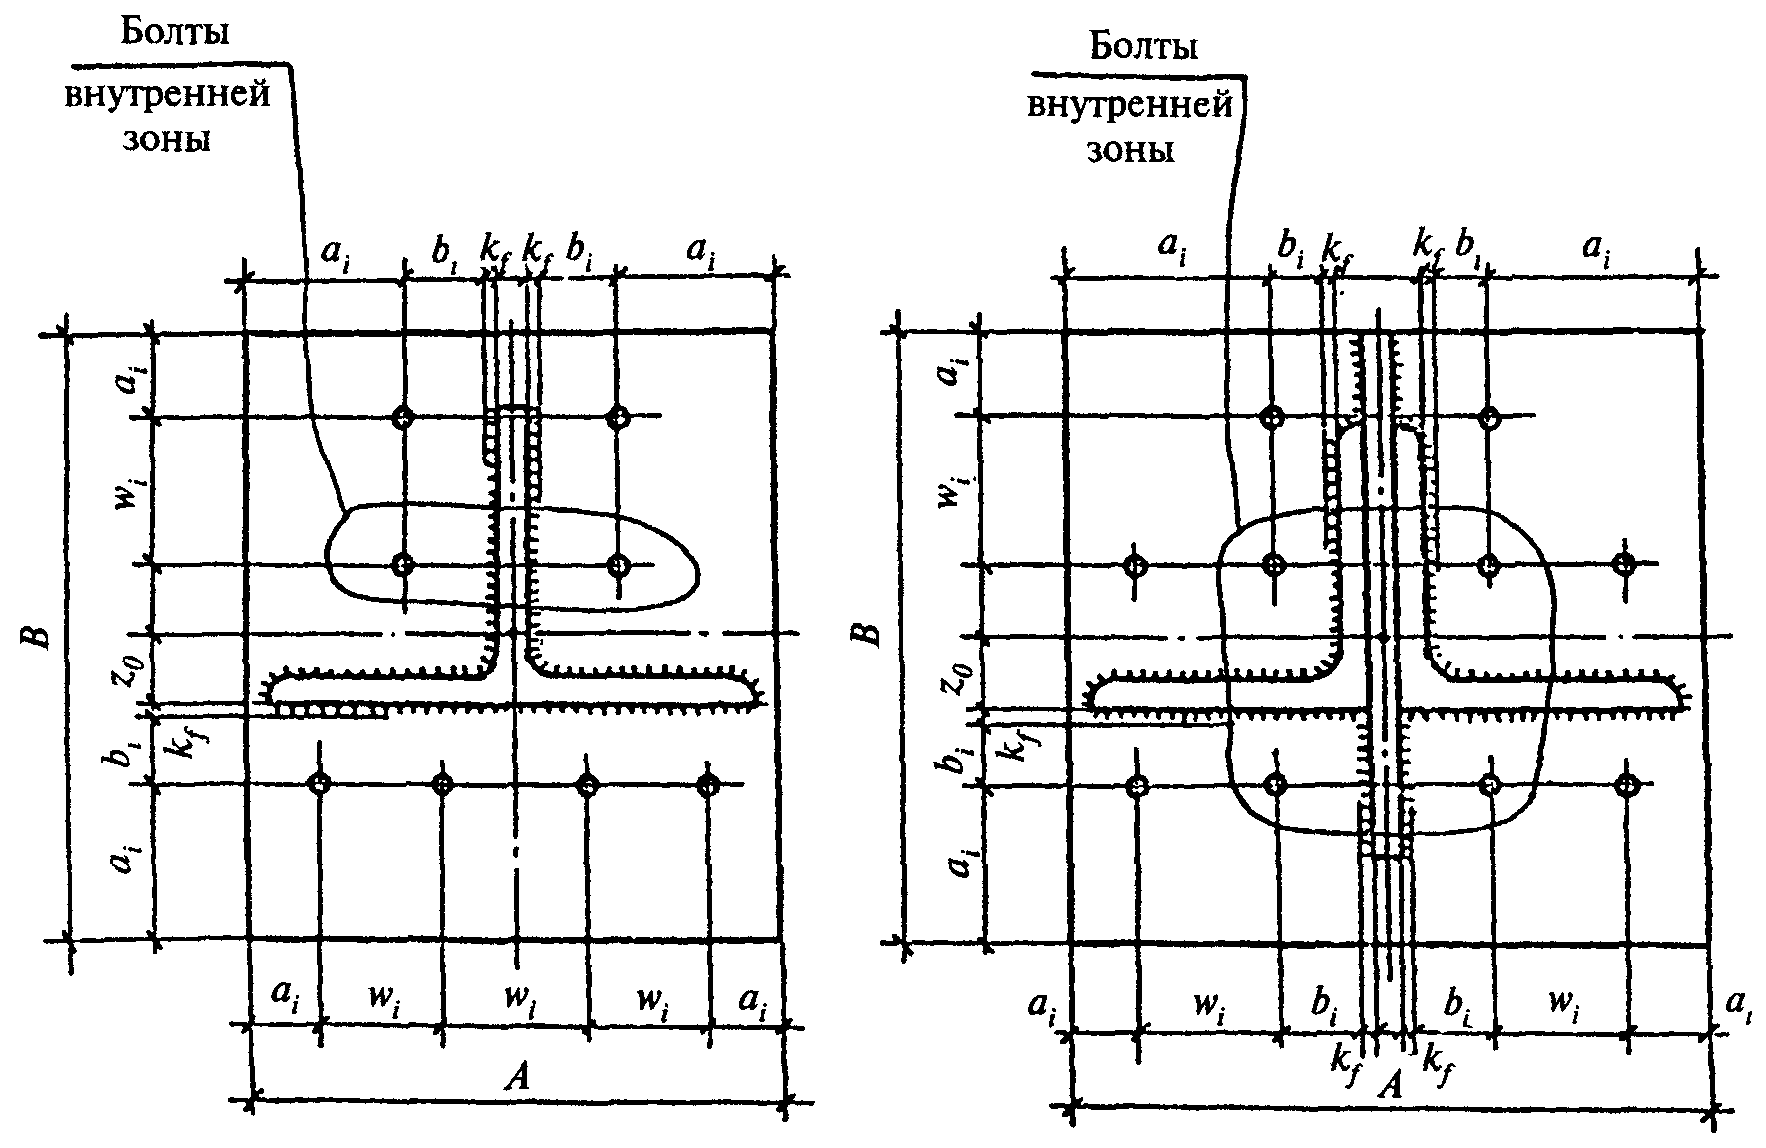 Болты
внутренней
зоны
a_i b_i k_f k_f b_i a_i
a_i
w_i
B
z_0
k_f
b_i
a_i
a_i w_i w_i w_i a_i
A
Болты
внутренней
зоны
a_i b_i k_f k_f b_i a_i
a_i
w_i
B
z_0
k_f
b_i
a_i
a_i w_i b_i b_i w_i a_i
k_f A k_f